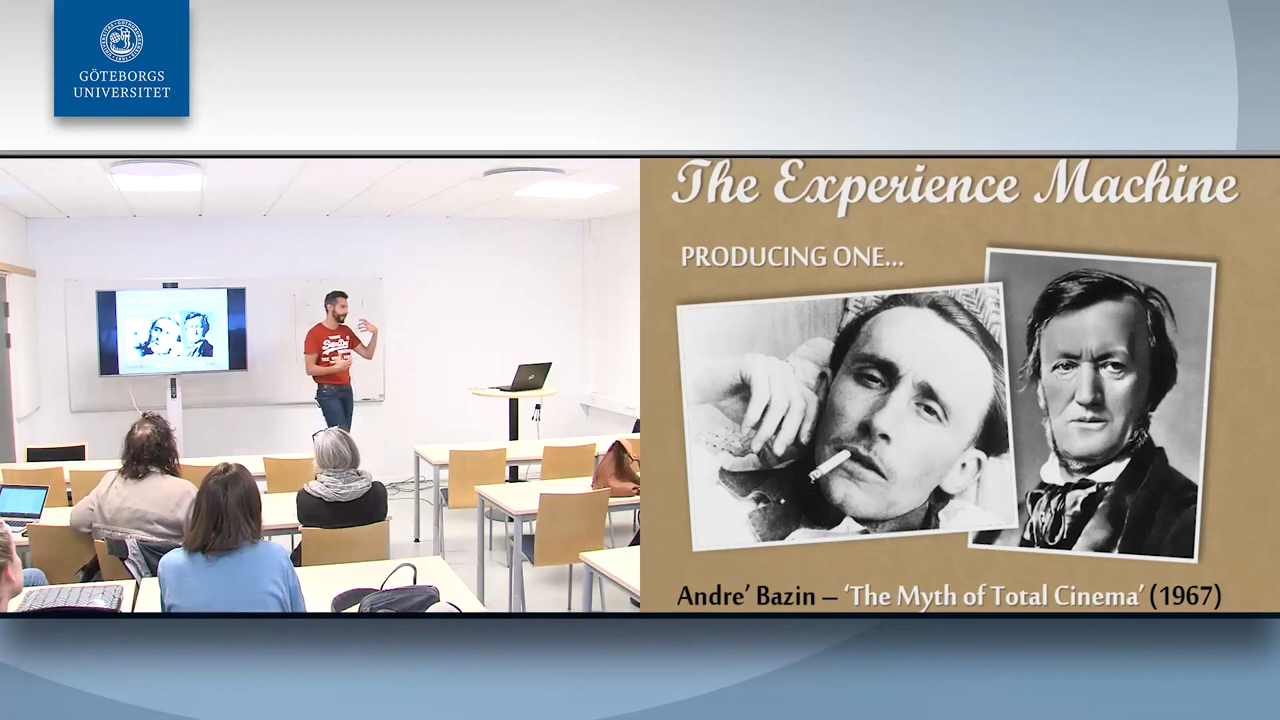 GÖTEBORGS
UNIVERSITET
The Experience Machine
PRODUCING ONE...
Andre' Bazin – 'The Myth of Total Cinema' (1967)